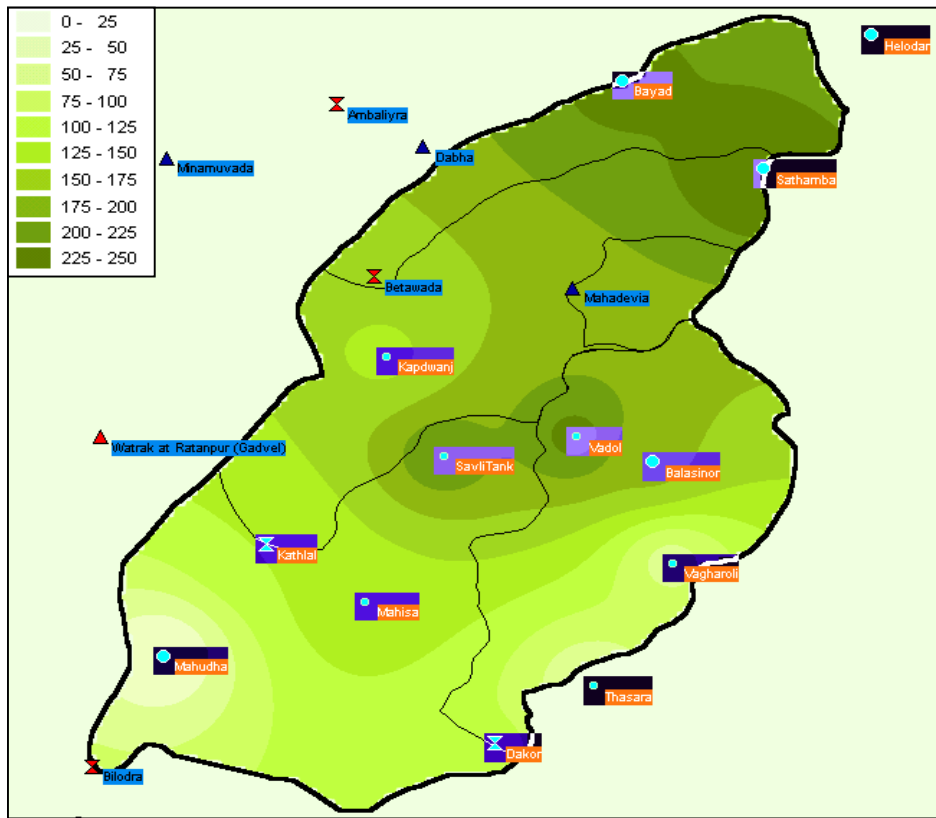 0 - 25
25 - 50
50 - 75
75 - 100
100 - 125
125 - 150
150 - 175
175 - 200
200 - 225
225 - 250
Helodar
Bayad
Ambaliyra
Dabha
Minamuvada
Sathamba
Betawada
Mahadevia
Kapdwanj
Watrak at Ratanpur (Gadvel)
Vadol
SavliTank
Balasinor
Kathlal
Vagharoli
Mahisa
Mahudha
Thasara
Dakor
Bilodra